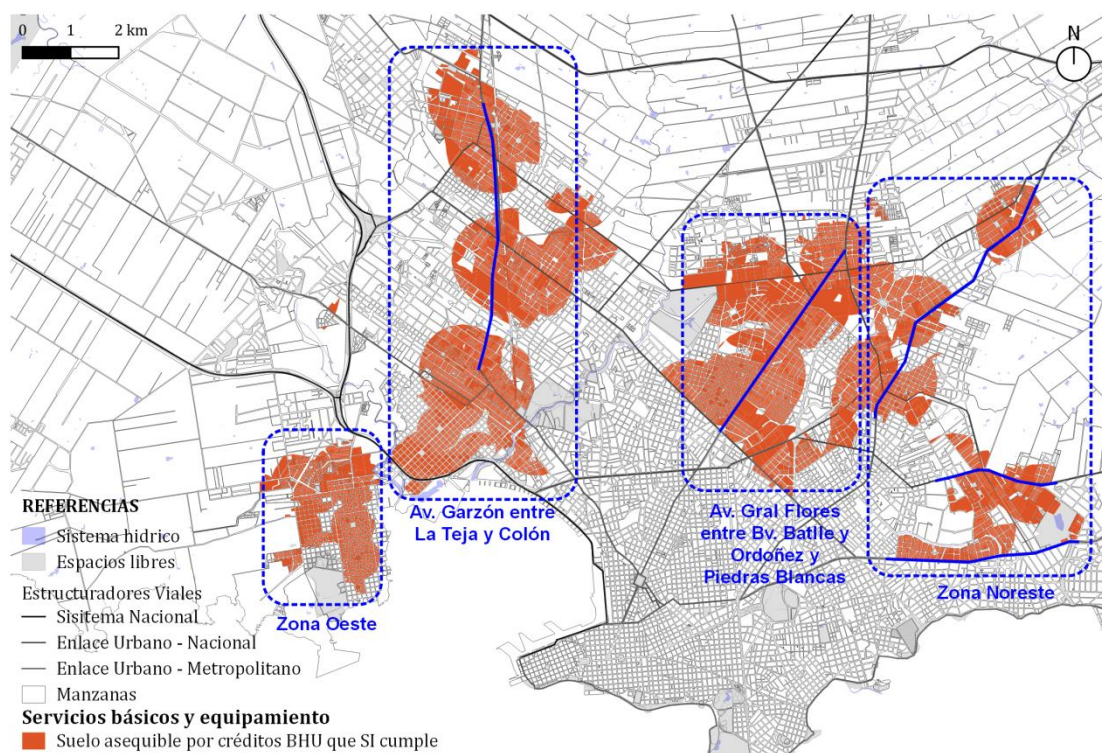 0 1 2 km
N
Av. Garzón entre
La Teja y Colón
Av. Gral Flores
entre Bv. Batlle y
Ordoñez y
Piedras Blancas
Zona Oeste
Zona Noreste
REFERENCIAS
Sistema hídrico
Espacios libres
Estructuradores Viales
Sisitema Nacional
Enlace Urbano - Nacional
Enlace Urbano - Metropolitano
Manzanas
Servicios básicos y equipamiento
Suelo asequible por créditos BHU que SI cumple